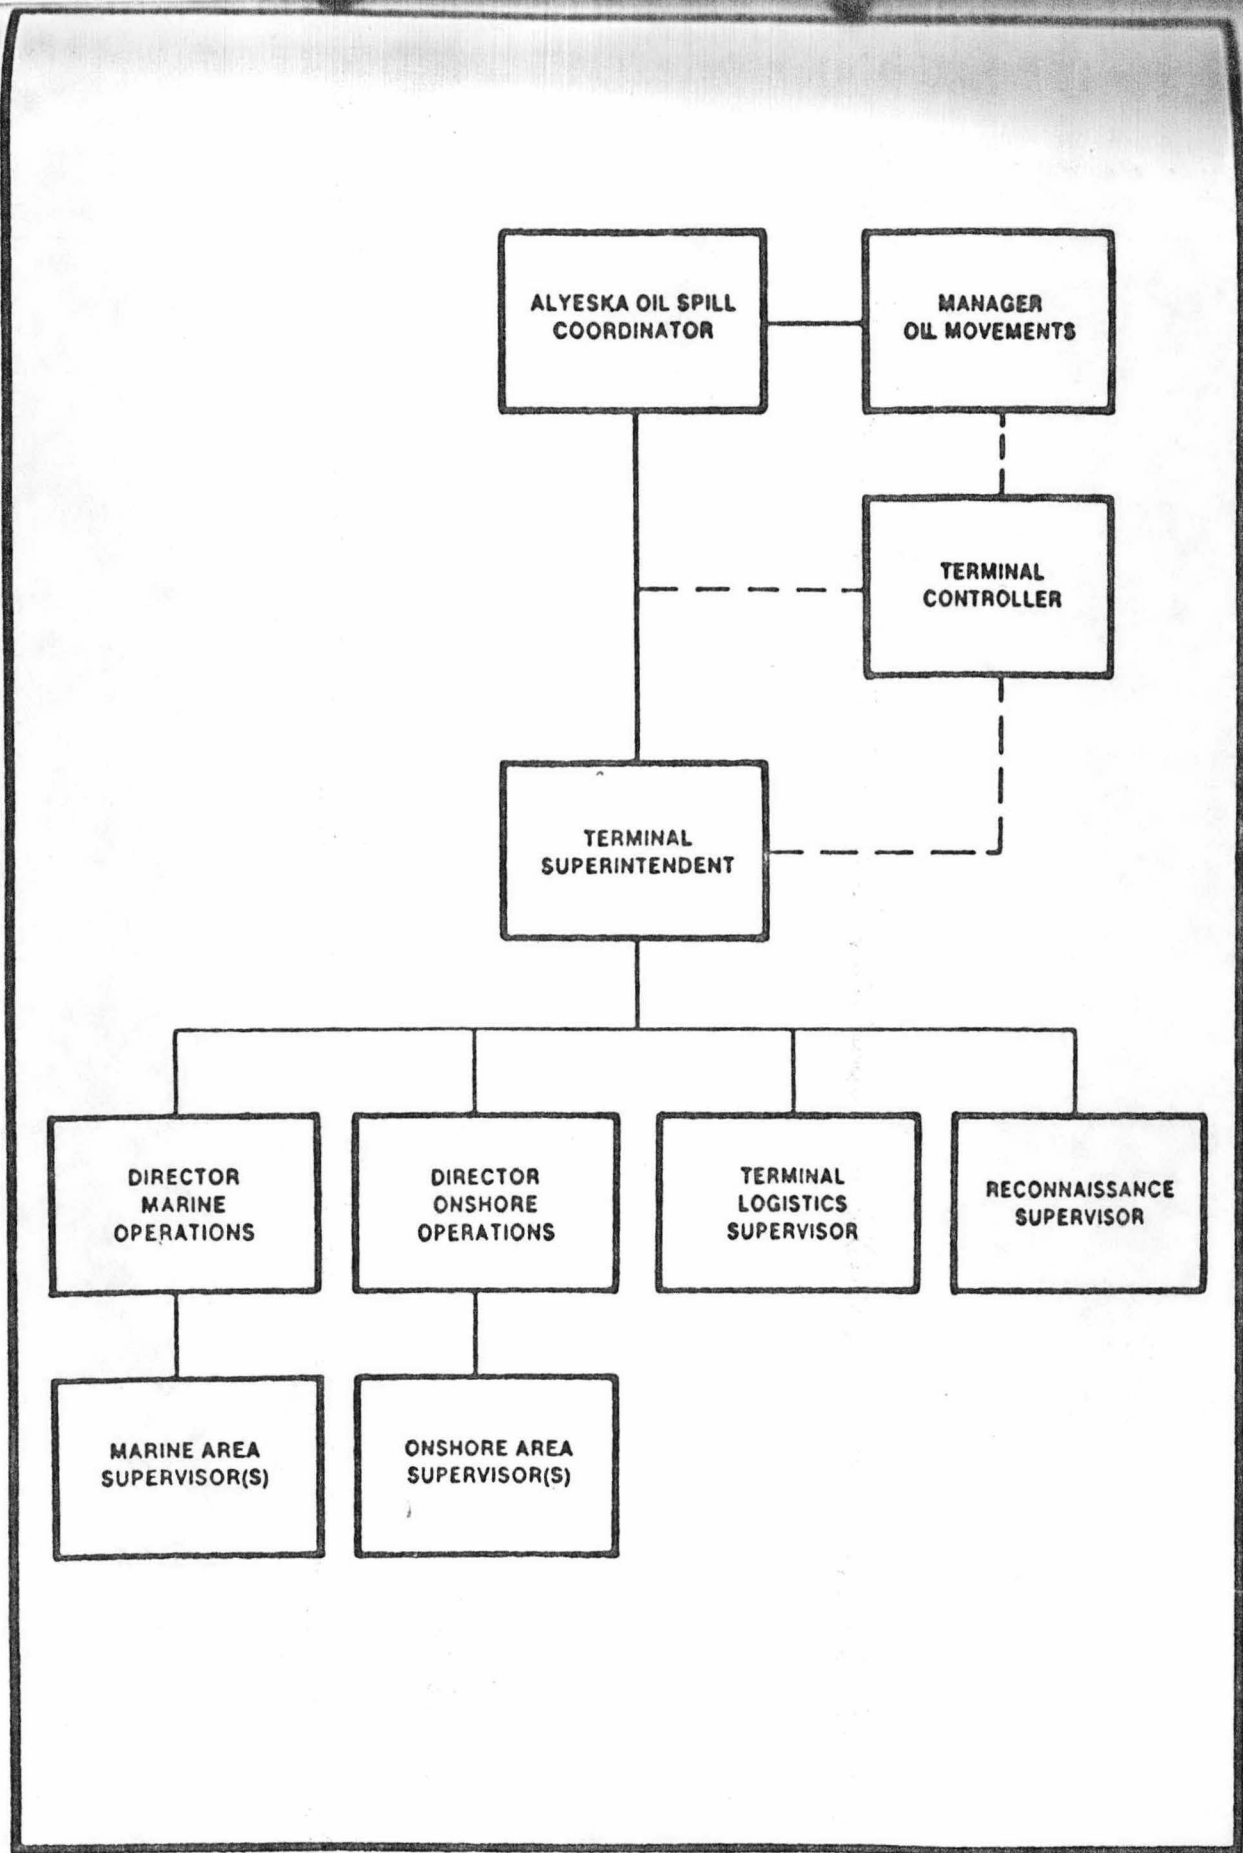 ALYESKA OIL SPILL
COORDINATOR
MANAGER
OIL MOVEMENTS
TERMINAL
CONTROLLER
TERMINAL
SUPERINTENDENT
DIRECTOR
MARINE
OPERATIONS
DIRECTOR
ONSHORE
OPERATIONS
TERMINAL
LOGISTICS
SUPERVISOR
RECONNAISSANCE
SUPERVISOR
MARINE AREA
SUPERVISOR(S)
ONSHORE AREA
SUPERVISOR(S)